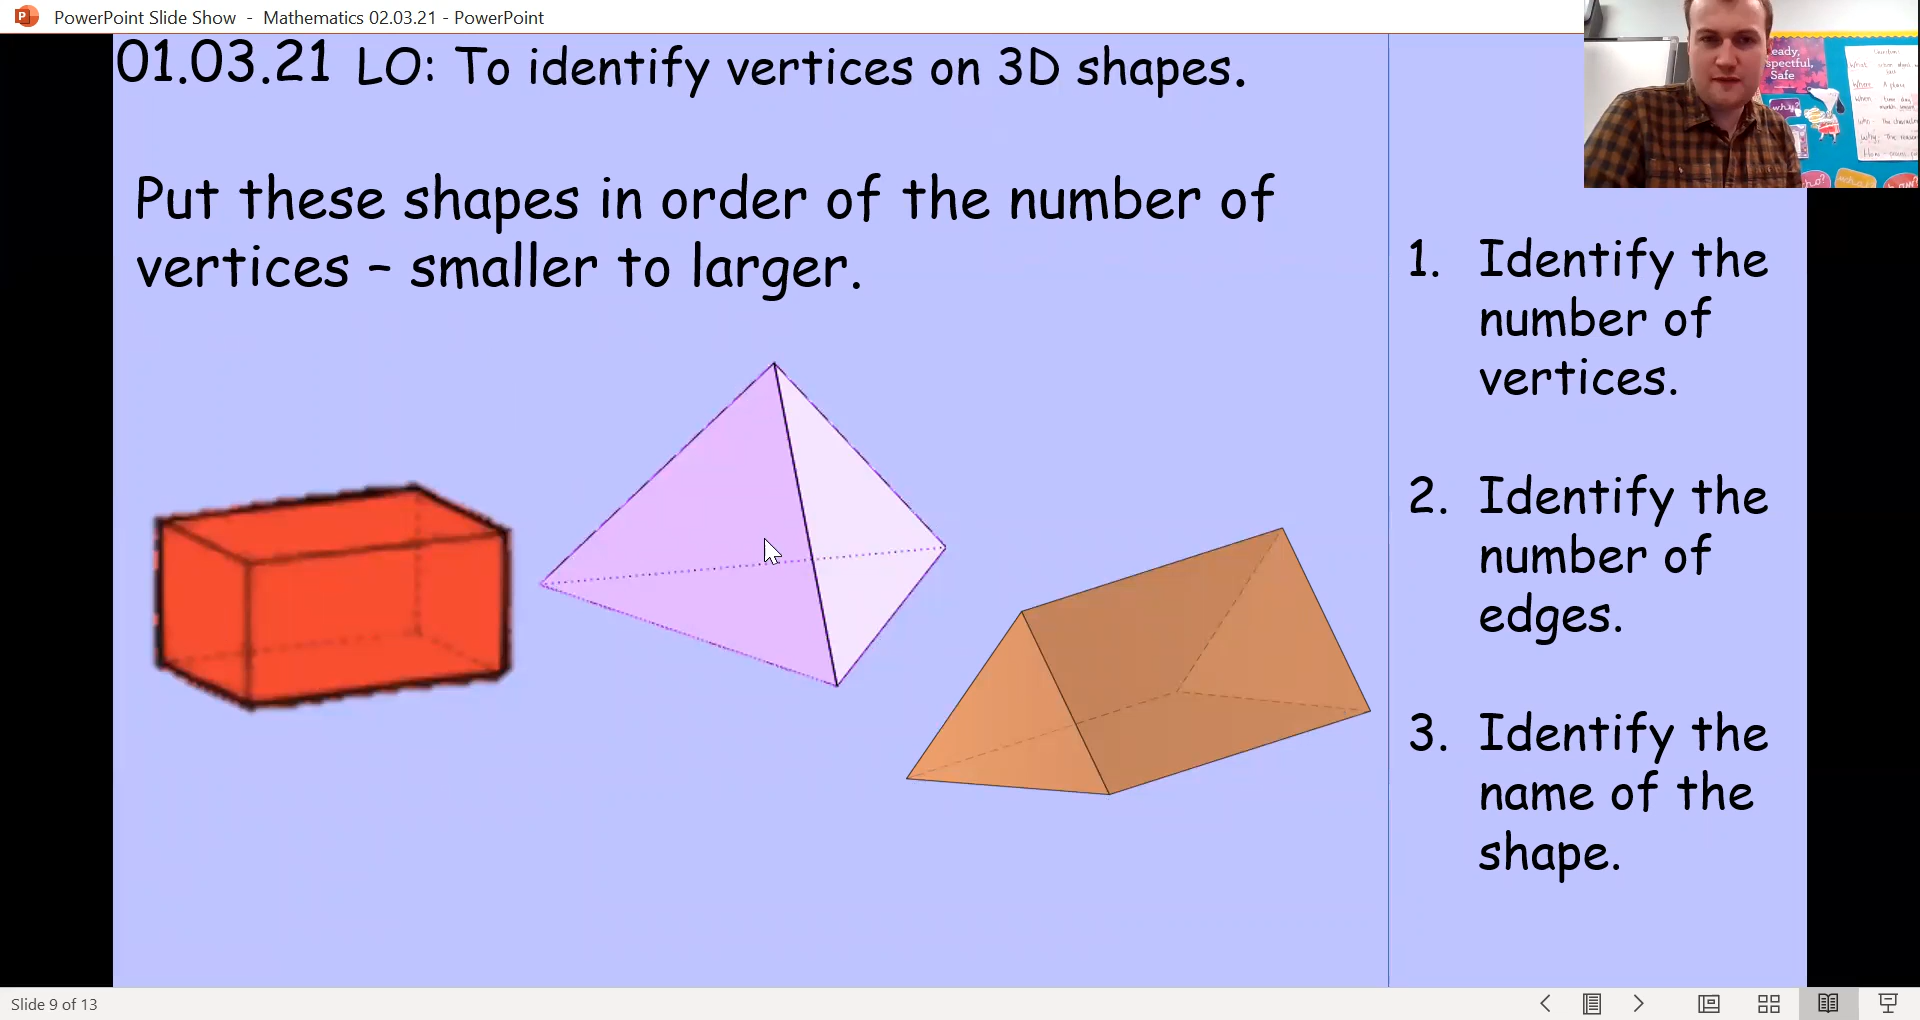 PowerPoint Slide Show - Mathematics 02.03.21 - PowerPoint
01.03.21 LO: To identify vertices on 3D shapes.
Put these shapes in order of the number of
vertices – smaller to larger.
1. Identify the
number of
vertices.
2. Identify the
number of
edges.
3. Identify the
name of the
shape.
Safe
why?
Slide 9 of 13